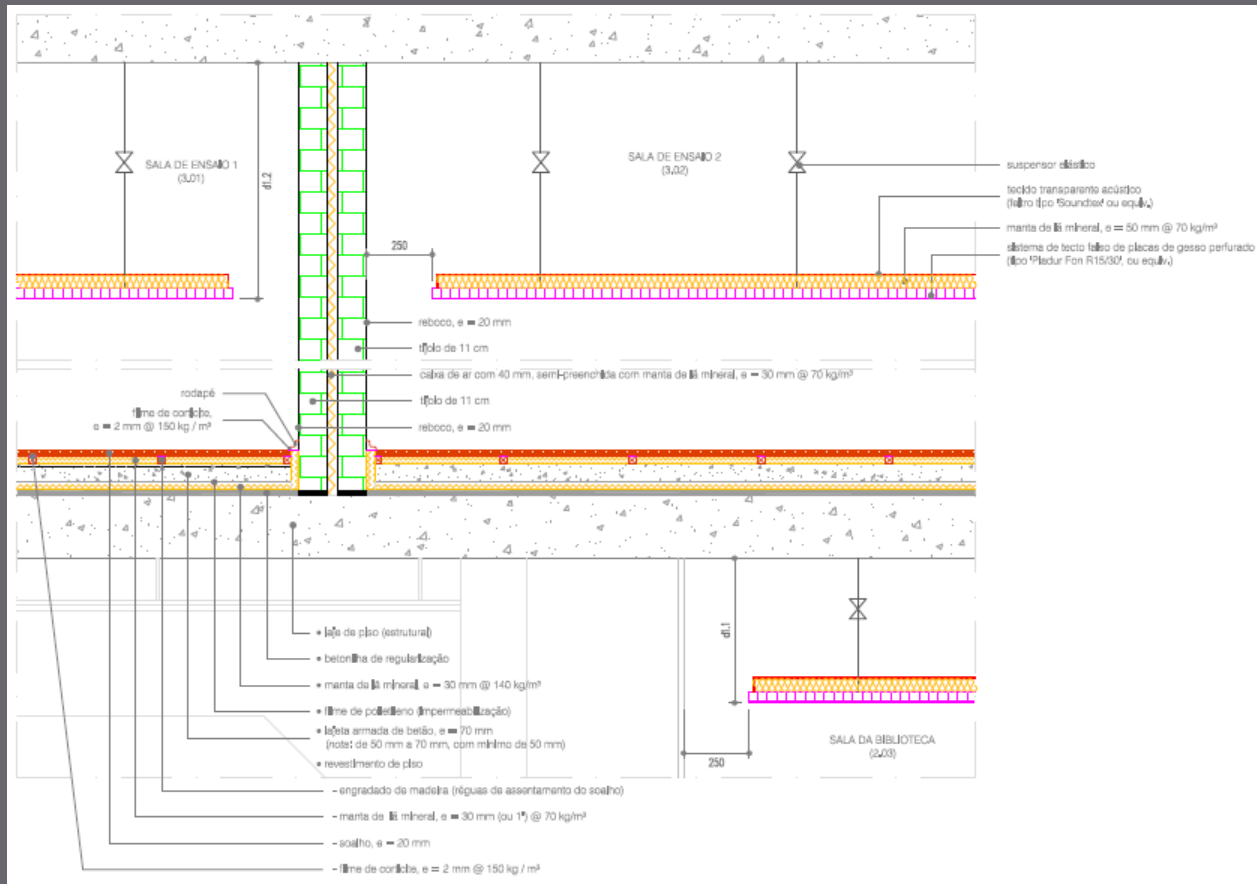 SALA DE ENSAIO 1
(3.01)
d1.2
SALA DE ENSAIO 2
(3.02)
250
suspensor elástico
tecido transparente acústico
(feltro tipo 'Soundtex' ou equiv.)
manta de lã mineral, e = 50 mm @ 70 kg/m³
sistema de tecto falso de placas de gesso perfurado
(tipo 'Pladur Fon R15/30', ou equiv.)
reboco, e = 20 mm
tijolo de 11 cm
caixa de ar com 40 mm, semi-preenchida com manta de lã mineral, e = 30 mm @ 70 kg/m³
tijolo de 11 cm
reboco, e = 20 mm
rodapé
filme de corticite,
e = 2 mm @ 150 kg / m³
• laje de piso (estrutural)
• betonilha de regularização
• manta de lã mineral, e = 30 mm @ 140 kg/m³
• filme de polietileno (impermeabilização)
• lajeta armada de betão, e = 70 mm
(nota: de 50 mm a 70 mm, com mínimo de 50 mm)
• revestimento de piso
- engradado de madeira (réguas de assentamento do soalho)
- manta de lã mineral, e = 30 mm (ou 1") @ 70 kg/m³
- soalho, e = 20 mm
- filme de corticite, e = 2 mm @ 150 kg / m³
d1.1
250
SALA DA BIBLIOTECA
(2.03)